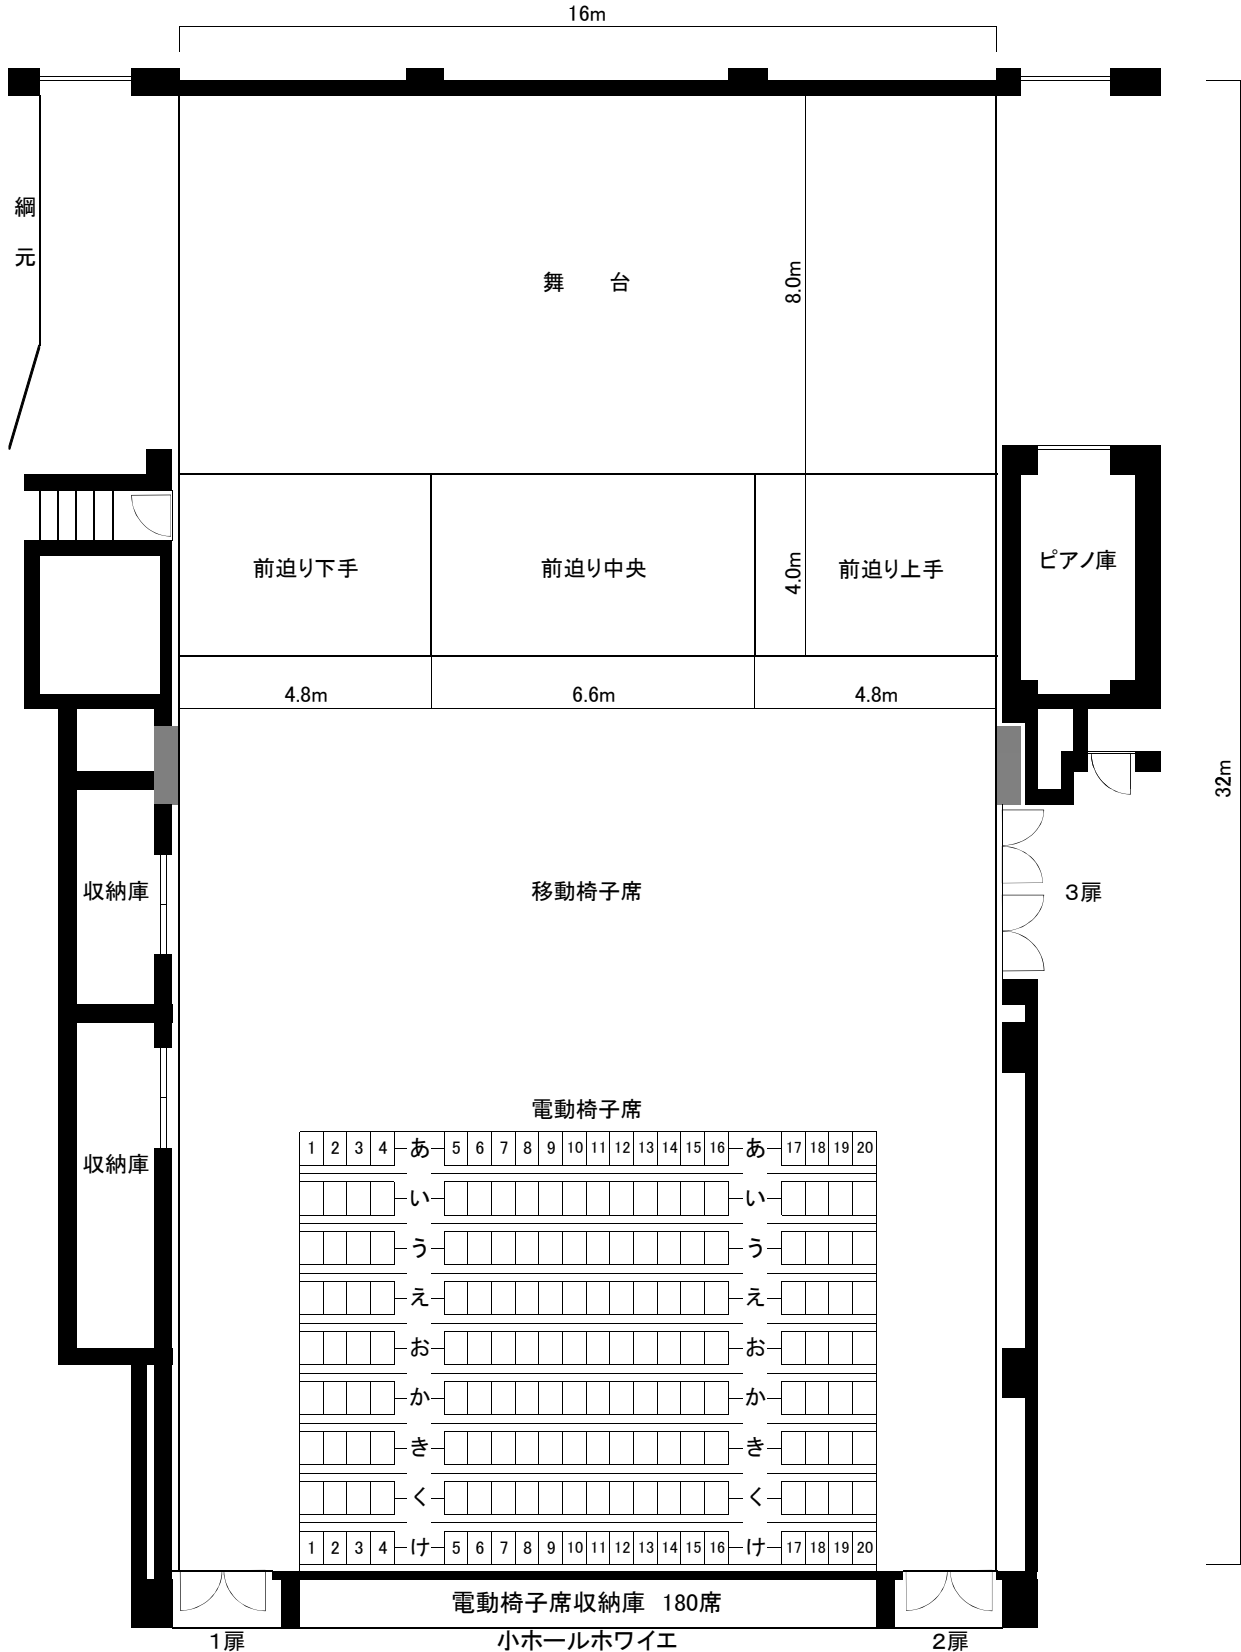 16m
綱元
舞　台
8.0m
前迫り下手
前迫り中央
4.0m
前迫り上手
ピアノ庫
4.8m
6.6m
4.8m
32m
収納庫
移動椅子席
3扉
電動椅子席
収納庫
1 2 3 4 あ 5 6 7 8 9 10 11 12 13 14 15 16 あ 17 18 19 20
い い
う う
え え
お お
か か
き き
く く
1 2 3 4 け 5 6 7 8 9 10 11 12 13 14 15 16 け 17 18 19 20
電動椅子席収納庫 180席
1扉
小ホールホワイエ
2扉